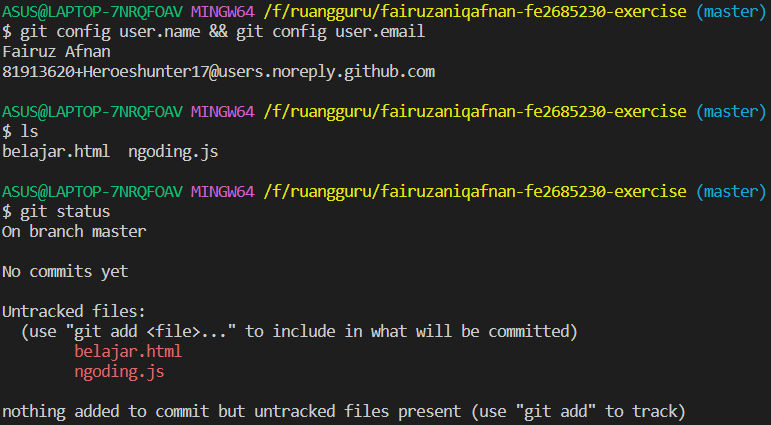 ASUS@LAPTOP-7NRQFOAV MINGW64 /f/ruangguru/fairuzaniqafnan-fe2685230-exercise (master)
$ git config user.name && git config user.email
Fairuz Afnan
81913620+Heroeshunter17@users.noreply.github.com
ASUS@LAPTOP-7NRQFOAV MINGW64 /f/ruangguru/fairuzaniqafnan-fe2685230-exercise (master)
$ ls
belajar.html  ngoding.js
ASUS@LAPTOP-7NRQFOAV MINGW64 /f/ruangguru/fairuzaniqafnan-fe2685230-exercise (master)
$ git status
On branch master
No commits yet
Untracked files:
  (use "git add <file>..." to include in what will be committed)
        belajar.html
        ngoding.js
nothing added to commit but untracked files present (use "git add" to track)